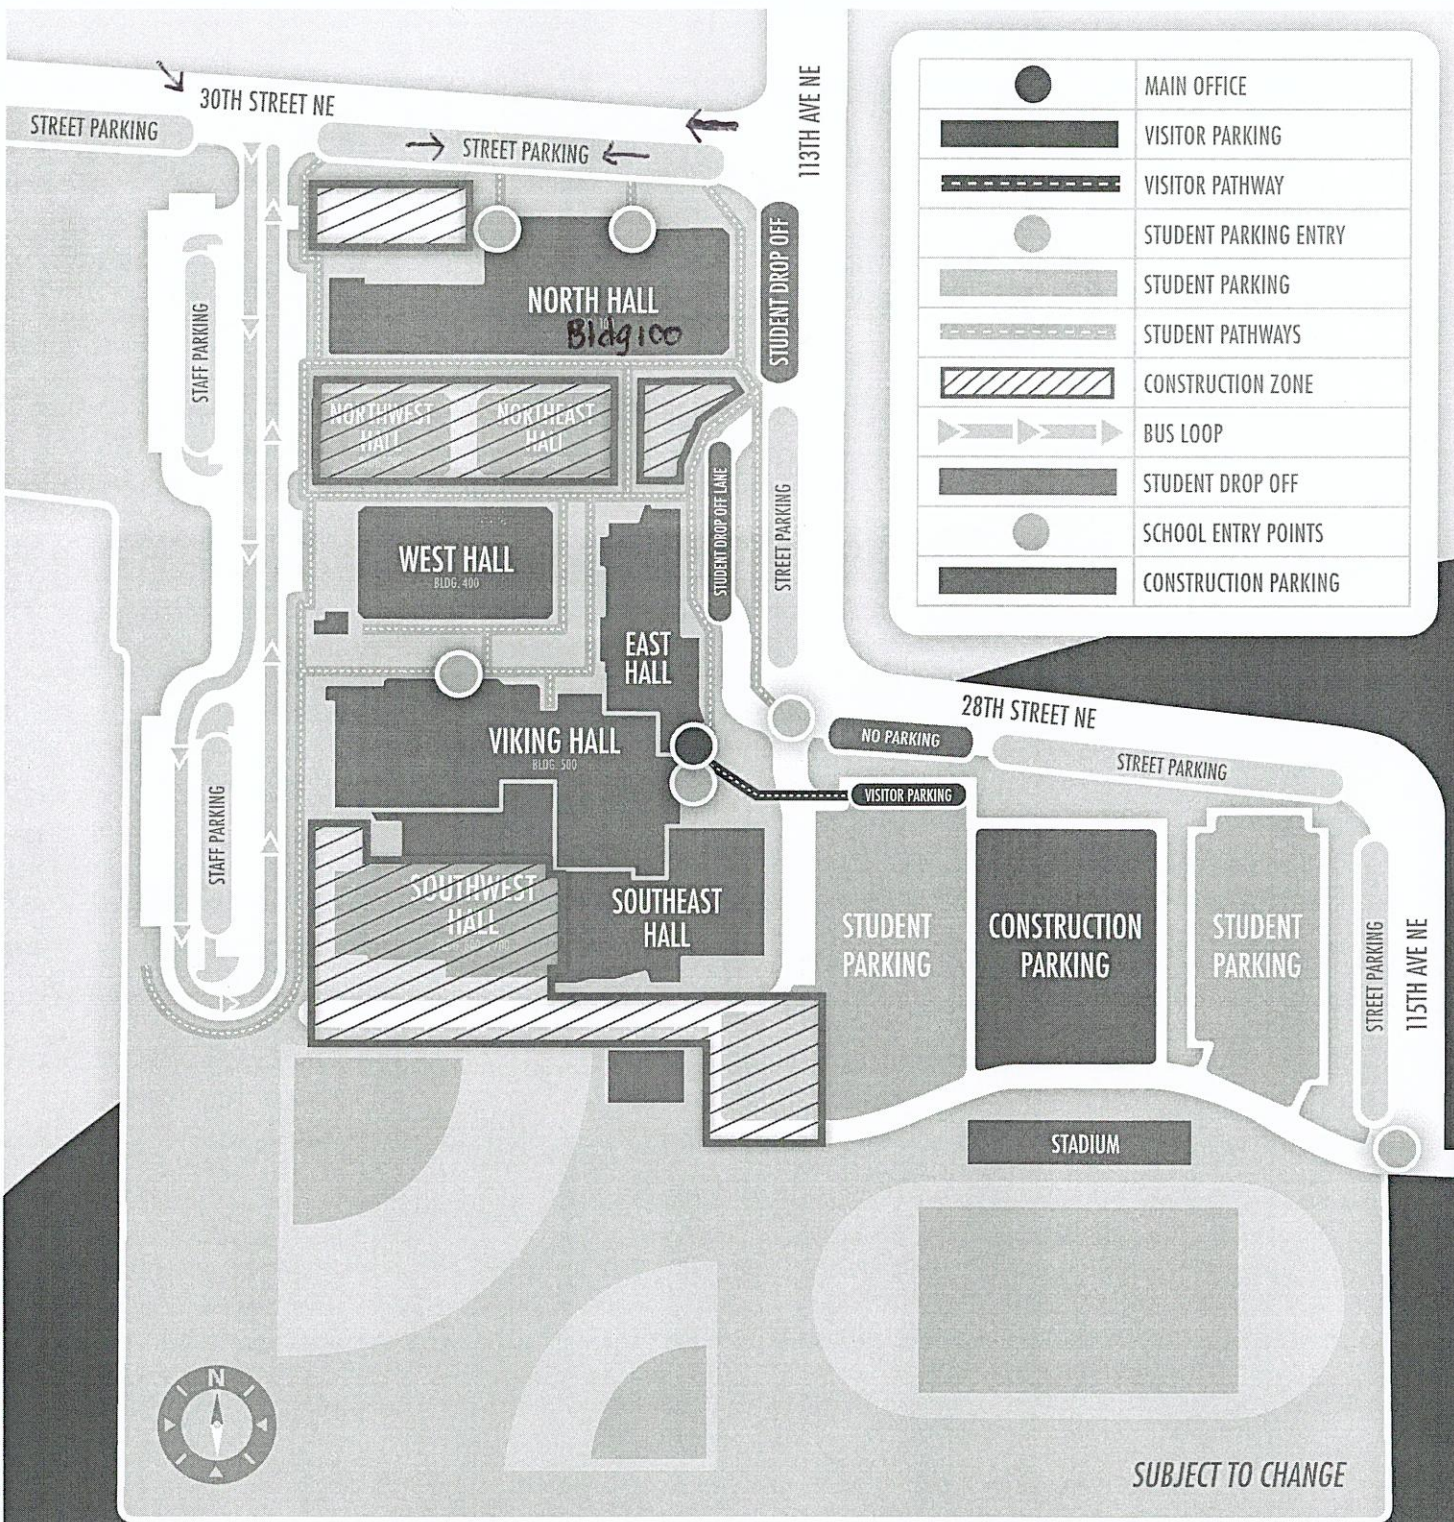 30TH STREET NE
113TH AVE NE
STREET PARKING
STREET PARKING
STUDENT DROP OFF
NORTH HALL
Bldg 100
STAFF PARKING
NORTHWEST
HALL
NORTHEAST
HALL
STUDENT DROP OFF LANE
STREET PARKING
WEST HALL
BLDG. 400
EAST
HALL
VIKING HALL
BLDG. 500
28TH STREET NE
NO PARKING
STREET PARKING
VISITOR PARKING
STAFF PARKING
SOUTHWEST
HALL
SOUTHEAST
HALL
STUDENT
PARKING
CONSTRUCTION
PARKING
STUDENT
PARKING
STREET PARKING
115TH AVE NE
STADIUM
N
SUBJECT TO CHANGE
MAIN OFFICE
VISITOR PARKING
VISITOR PATHWAY
STUDENT PARKING ENTRY
STUDENT PARKING
STUDENT PATHWAYS
CONSTRUCTION ZONE
BUS LOOP
STUDENT DROP OFF
SCHOOL ENTRY POINTS
CONSTRUCTION PARKING